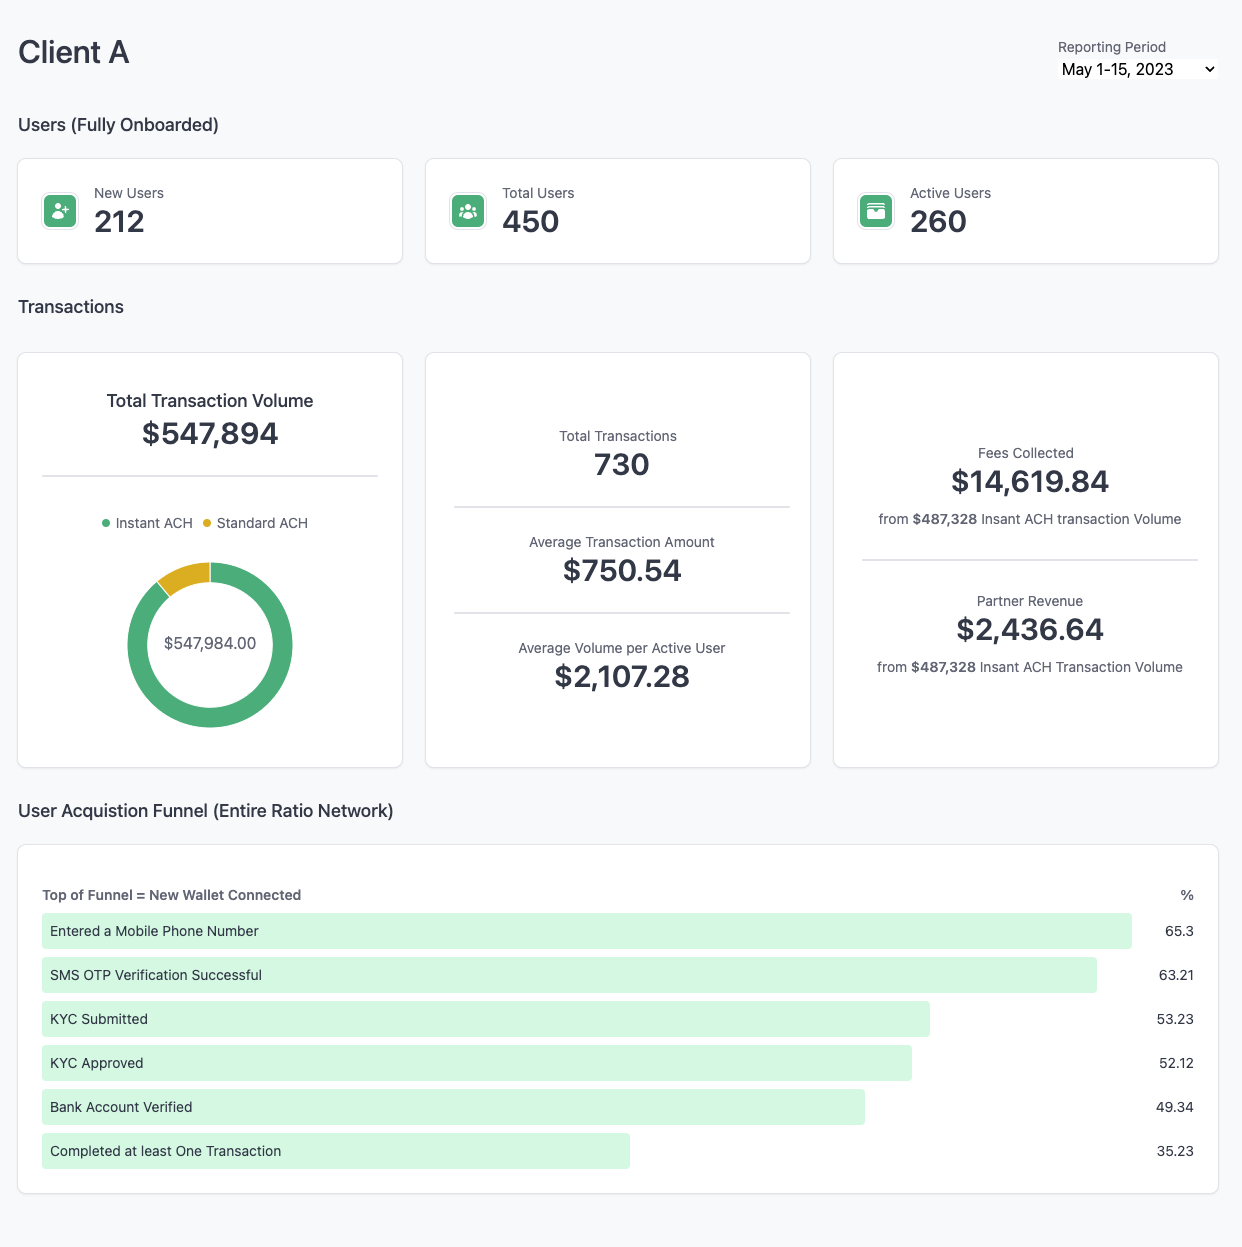 Client A
Reporting Period
May 1-15, 2023
Users (Fully Onboarded)
New Users
212
Total Users
450
Active Users
260
Transactions
Total Transaction Volume
$547,894
Instant ACH
Standard ACH
$547,984.00
Total Transactions
730
Average Transaction Amount
$750.54
Average Volume per Active User
$2,107.28
Fees Collected
$14,619.84
from $487,328 Insant ACH transaction Volume
Partner Revenue
$2,436.64
from $487,328 Insant ACH Transaction Volume
User Acquistion Funnel (Entire Ratio Network)
Top of Funnel = New Wallet Connected %
Entered a Mobile Phone Number 65.3
SMS OTP Verification Successful 63.21
KYC Submitted 53.23
KYC Approved 52.12
Bank Account Verified 49.34
Completed at least One Transaction 35.23